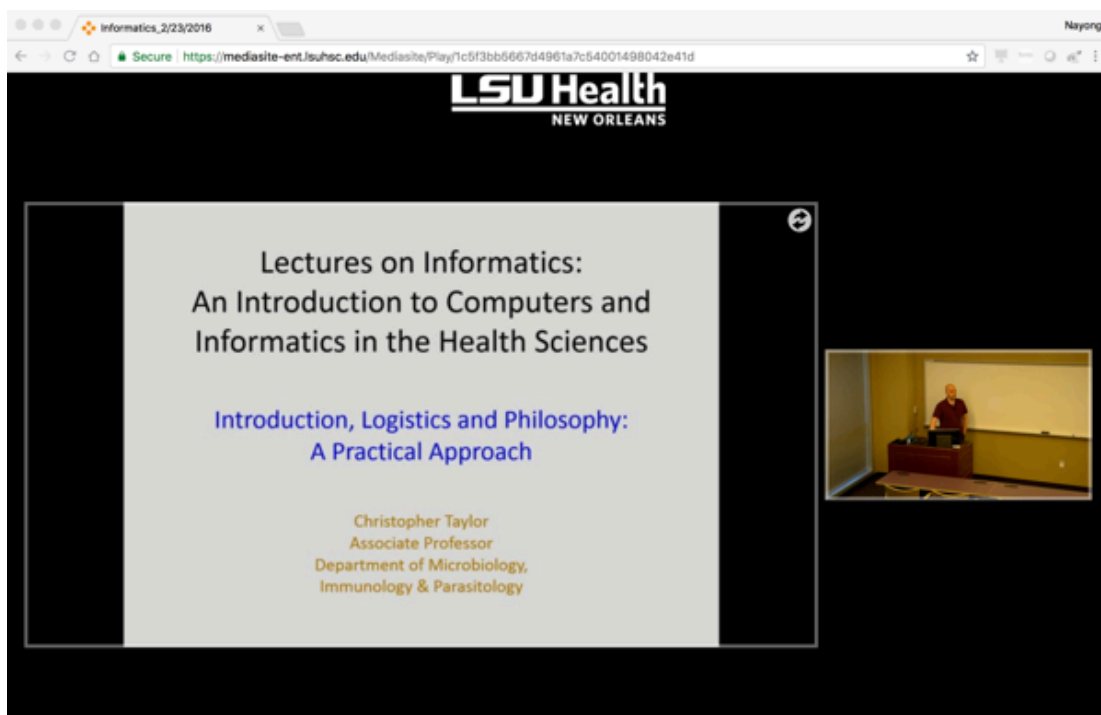 Informatics_2/23/2016
Nayong
Secure https://mediasite-ent.lsuhsc.edu/Mediasite/Play/1c5f3bb5667d4961a7c54001498042e41d
LSU Health
NEW ORLEANS
Lectures on Informatics:
An Introduction to Computers and
Informatics in the Health Sciences
Introduction, Logistics and Philosophy:
A Practical Approach
Christopher Taylor
Associate Professor
Department of Microbiology,
Immunology & Parasitology